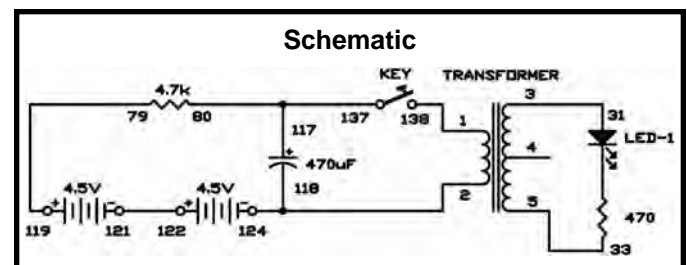 Schematic
KEY TRANSFORMER
4.7k
3
79 80 137 138 1 31
117
LED-1
470uF
4
118
2 5
4.5V 4.5V
470
119 121 122 124
33